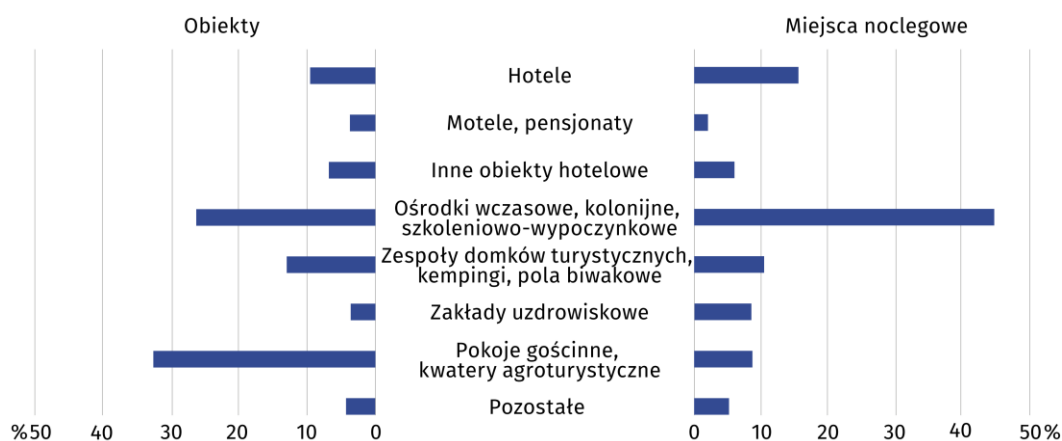 Obiekty
Miejsca noclegowe
Hotele
Motele, pensjonaty
Inne obiekty hotelowe
Ośrodki wczasowe, kolonijne,
szkoleniowo-wypoczynkowe
Zespoły domków turystycznych,
kempingi, pola biwakowe
Zakłady uzdrowiskowe
Pokoje gościnne,
kwatery agroturystyczne
Pozostałe
%50 40 30 20 10 0
0 10 20 30 40 50%